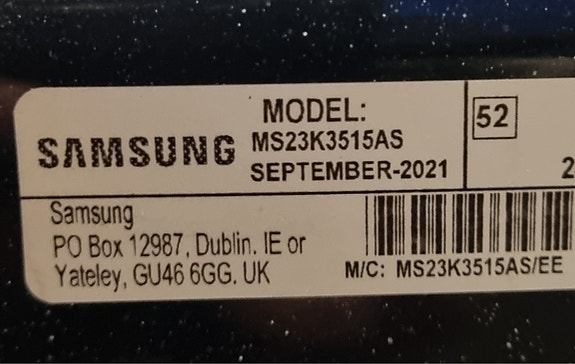 MODEL:
SAMSUNG MS23K3515AS
SEPTEMBER-2021
52
2
Samsung
PO Box 12987, Dublin. IE or
Yateley, GU46 6GG. UK
M/C: MS23K3515AS/EE